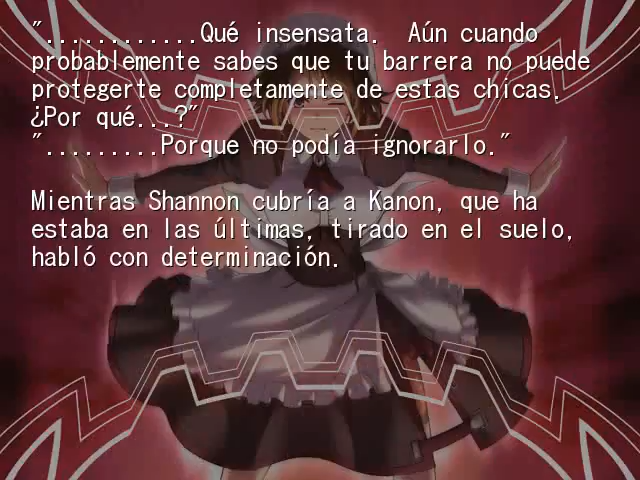 "............Qué insensata.  Aún cuando
probablemente sabes que tu barrera no puede
protegerte completamente de estas chicas.
¿Por qué...?"
".........Porque no podía ignorarlo."
Mientras Shannon cubría a Kanon, que ha
estaba en las últimas, tirado en el suelo,
habló con determinación.